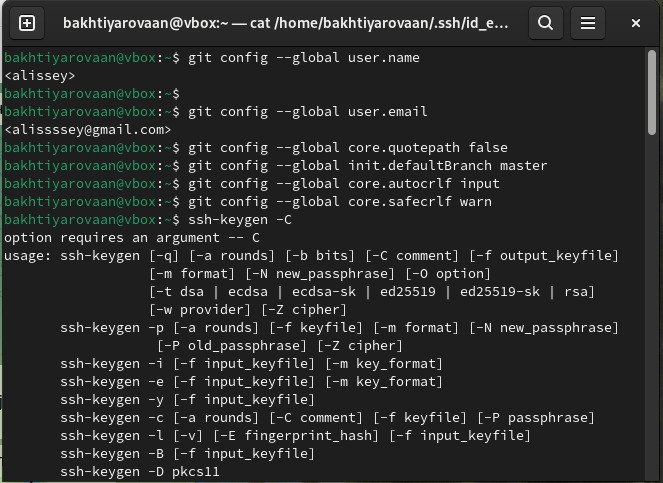 bakhtiyarovaan@vbox:~ — cat /home/bakhtiyarovaan/.ssh/id_e...
bakhtiyarovaan@vbox:~$ git config --global user.name
<alissey>
bakhtiyarovaan@vbox:~$
bakhtiyarovaan@vbox:~$ git config --global user.email
<alissssey@gmail.com>
bakhtiyarovaan@vbox:~$ git config --global core.quotepath false
bakhtiyarovaan@vbox:~$ git config --global init.defaultBranch master
bakhtiyarovaan@vbox:~$ git config --global core.autocrlf input
bakhtiyarovaan@vbox:~$ git config --global core.safecrlf warn
bakhtiyarovaan@vbox:~$ ssh-keygen -C
option requires an argument -- C
usage: ssh-keygen [-q] [-a rounds] [-b bits] [-C comment] [-f output_keyfile]
                  [-m format] [-N new_passphrase] [-O option]
                  [-t dsa | ecdsa | ecdsa-sk | ed25519 | ed25519-sk | rsa]
                  [-w provider] [-Z cipher]
       ssh-keygen -p [-a rounds] [-f keyfile] [-m format] [-N new_passphrase]
                   [-P old_passphrase] [-Z cipher]
       ssh-keygen -i [-f input_keyfile] [-m key_format]
       ssh-keygen -e [-f input_keyfile] [-m key_format]
       ssh-keygen -y [-f input_keyfile]
       ssh-keygen -c [-a rounds] [-C comment] [-f keyfile] [-P passphrase]
       ssh-keygen -l [-v] [-E fingerprint_hash] [-f input_keyfile]
       ssh-keygen -B [-f input_keyfile]
       ssh-keygen -D pkcs11